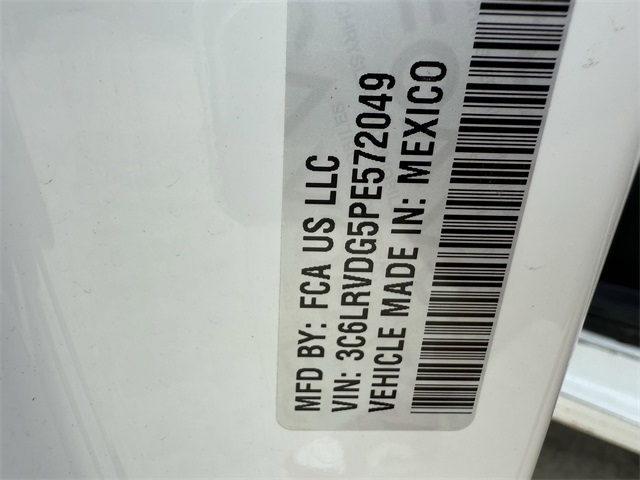 MFD BY: FCA US LLC
VIN: 3C6LRVDG5PE572049
VEHICLE MADE IN: MEXICO